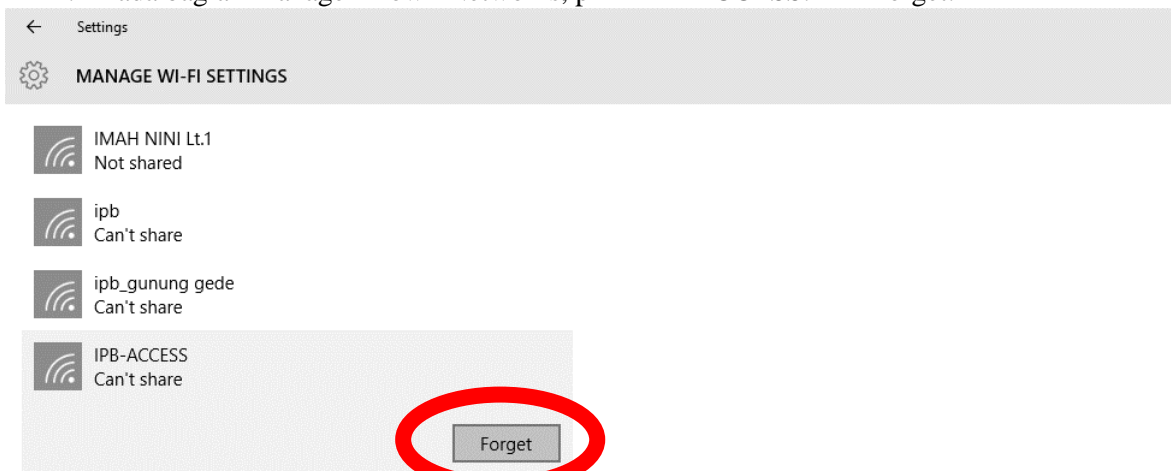 ← Settings
MANAGE WI-FI SETTINGS
IMAH NINI Lt.1
Not shared
ipb
Can't share
ipb_gunung gede
Can't share
IPB-ACCESS
Can't share
Forget